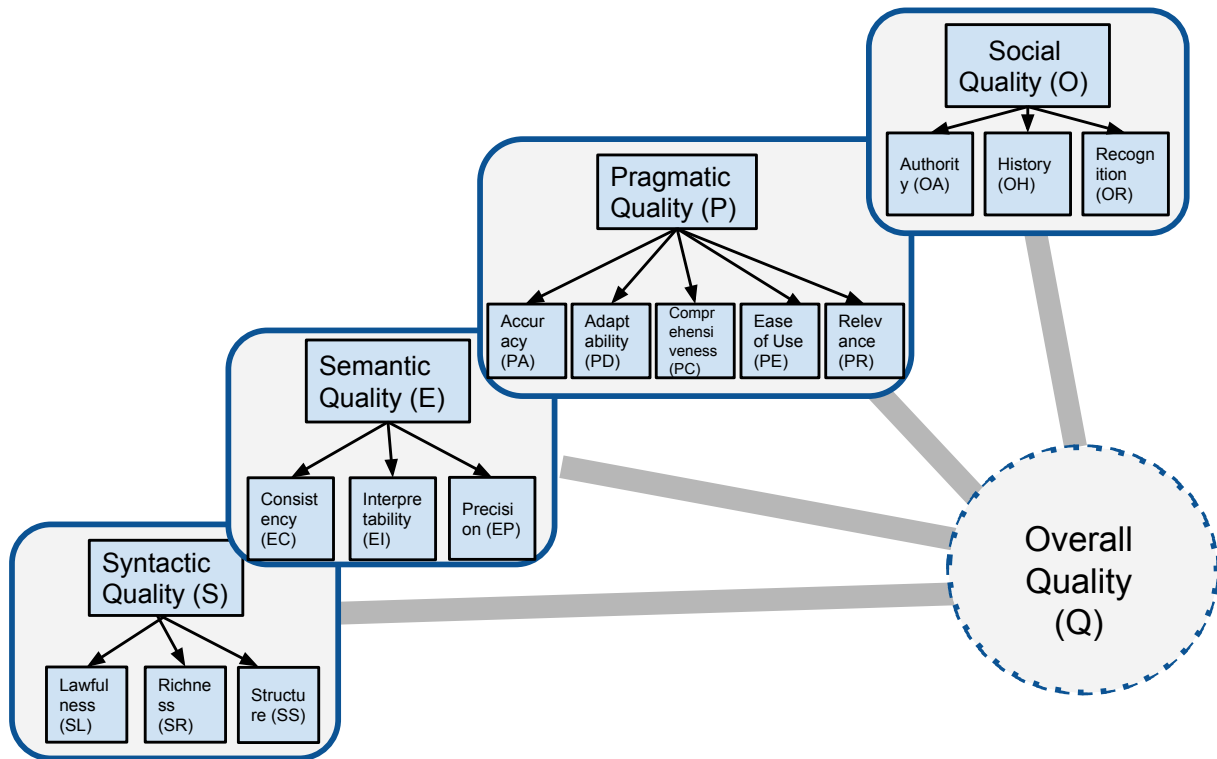 Social
Quality (O)
Authorit
y (OA)
History
(OH)
Recogn
ition
(OR)
Pragmatic
Quality (P)
Accur
acy
(PA)
Adapt
ability
(PD)
Compr
ehensi
veness
(PC)
Ease
of Use
(PE)
Relev
ance
(PR)
Semantic
Quality (E)
Consist
ency
(EC)
Interpre
tability
(EI)
Precisi
on (EP)
Syntactic
Quality (S)
Lawful
ness
(SL)
Richne
ss
(SR)
Structu
re (SS)
Overall
Quality
(Q)